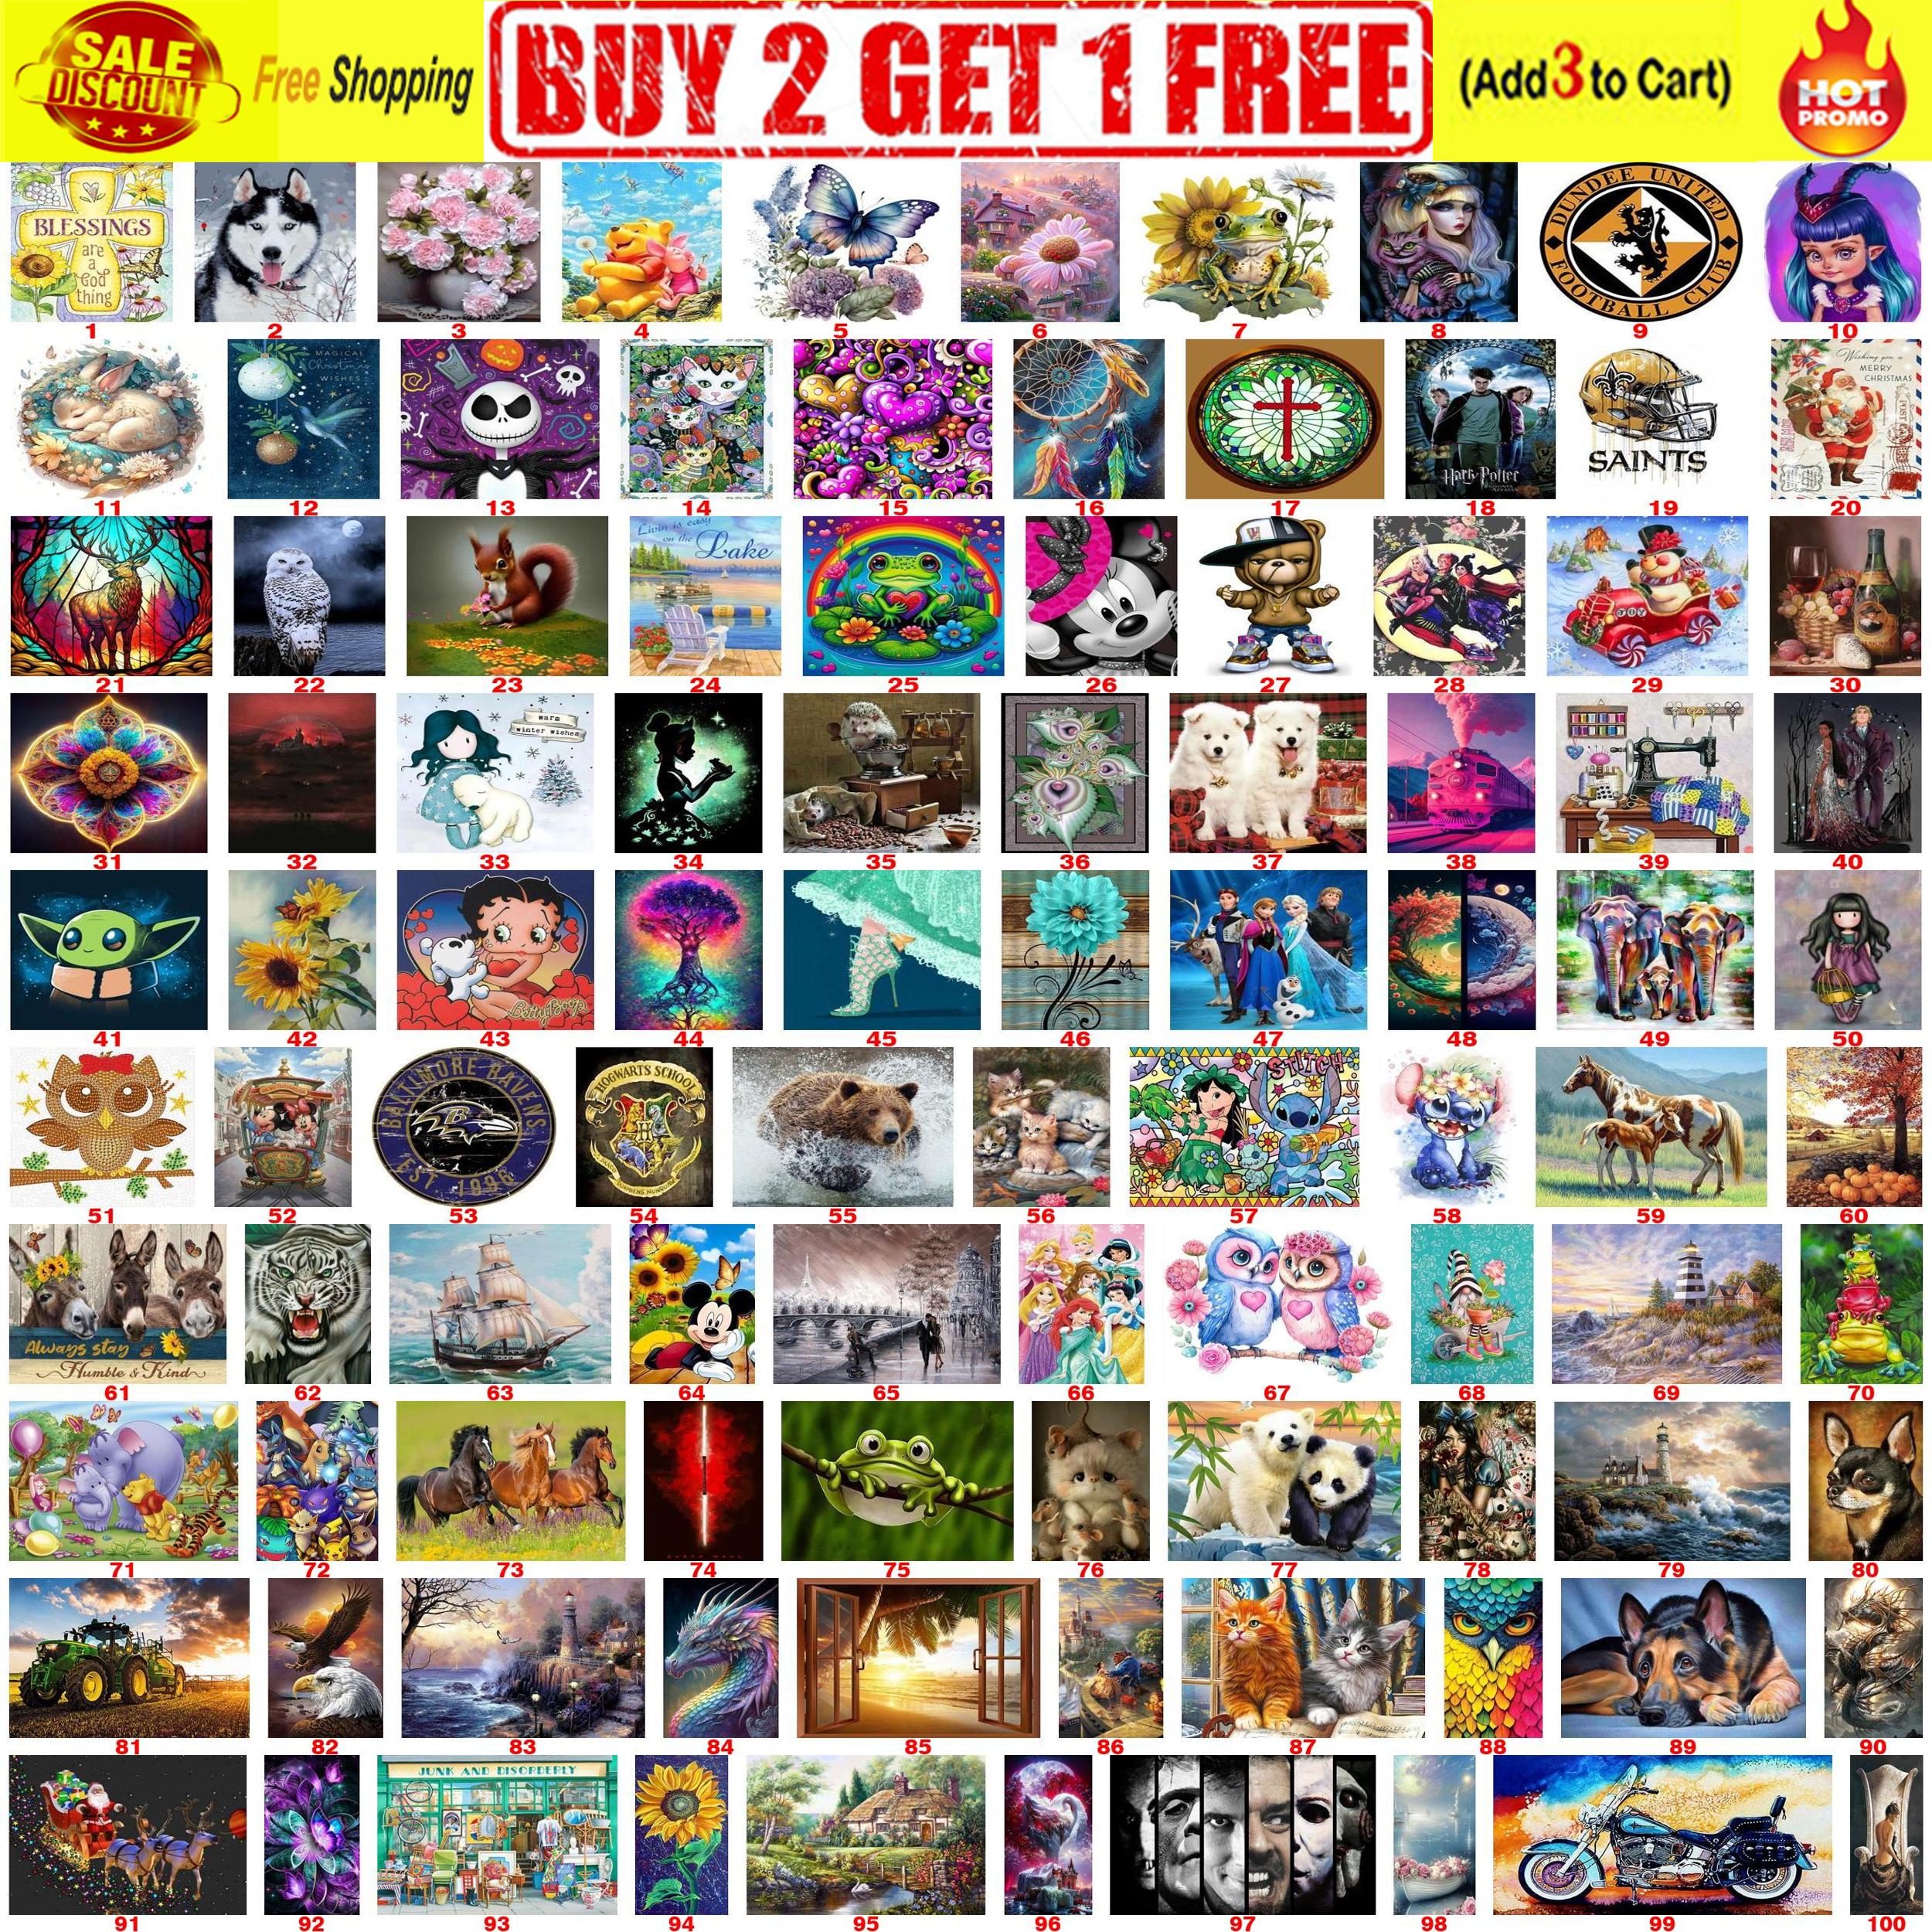 SALE
DISCOUNT
Free Shopping
BUY 2 GET 1 FREE
(Add 3 to Cart)
HOT
PROMO
BLESSINGS
are
a
God
thing
DUNDEE UNITED
FOOTBALL CLUB
1 2 3 4 5 6 7 8 9 10
MAGICAL
Christmas
WISHES
Harry Potter
SAINTS
Wishing you a
MERRY
CHRISTMAS
11 12 13 14 15 16 17 18 19 20
Livin is easy
on the
Lake
JOY
21 22 23 24 25 26 27 28 29 30
warm
winter wishes
31 32 33 34 35 36 37 38 39 40
Betty Boop
41 42 43 44 45 46 47 48 49 50
BALTIMORE RAVENS
B
EST. 1996
HOGWARTS SCHOOL
STITCH
51 52 53 54 55 56 57 58 59 60
Always stay
Humble & Kind
61 62 63 64 65 66 67 68 69 70
71 72 73 74 75 76 77 78 79 80
81 82 83 84 85 86 87 88 89 90
JUNK AND DISORDERLY
91 92 93 94 95 96 97 98 99 100